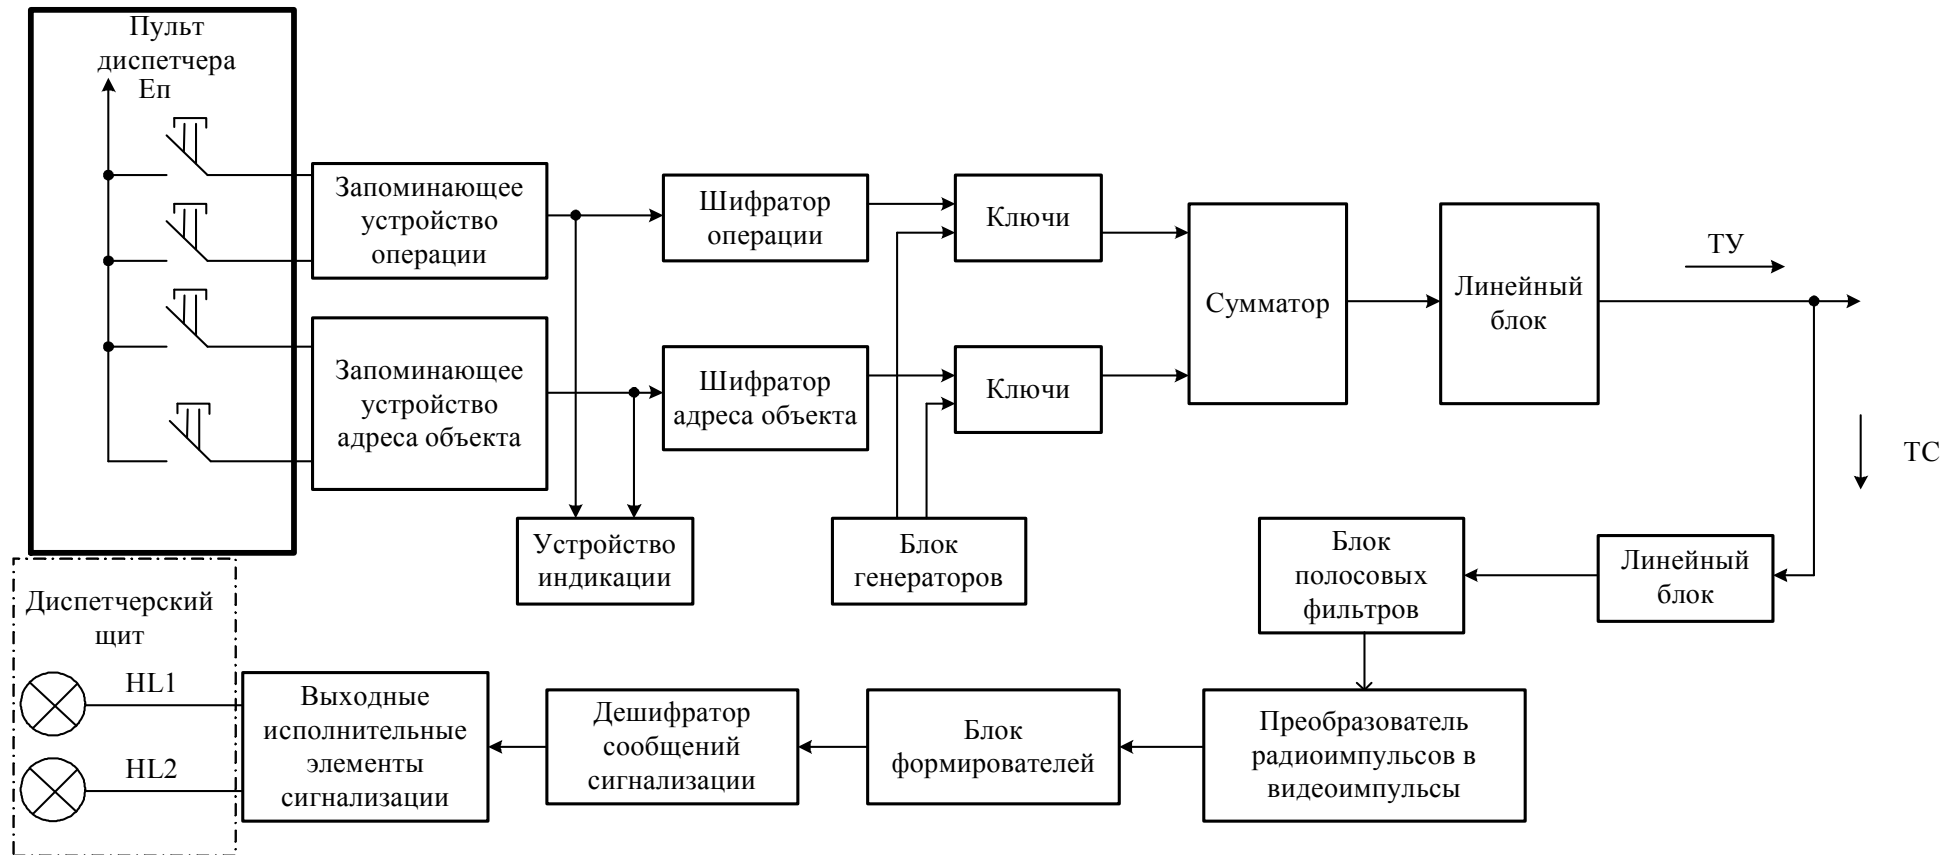 Пульт
диспетчера
Еп
Запоминающее
устройство
операции
Шифратор
операции
Ключи
Сумматор
Линейный
блок
ТУ
Запоминающее
устройство
адреса объекта
Шифратор
адреса объекта
Ключи
ТС
Устройство
индикации
Блок
генераторов
Блок
полосовых
фильтров
Линейный
блок
Диспетчерский
щит
HL1
HL2
Выходные
исполнительные
элементы
сигнализации
Дешифратор
сообщений
сигнализации
Блок
формирователей
Преобразователь
радиоимпульсов в
видеоимпульсы